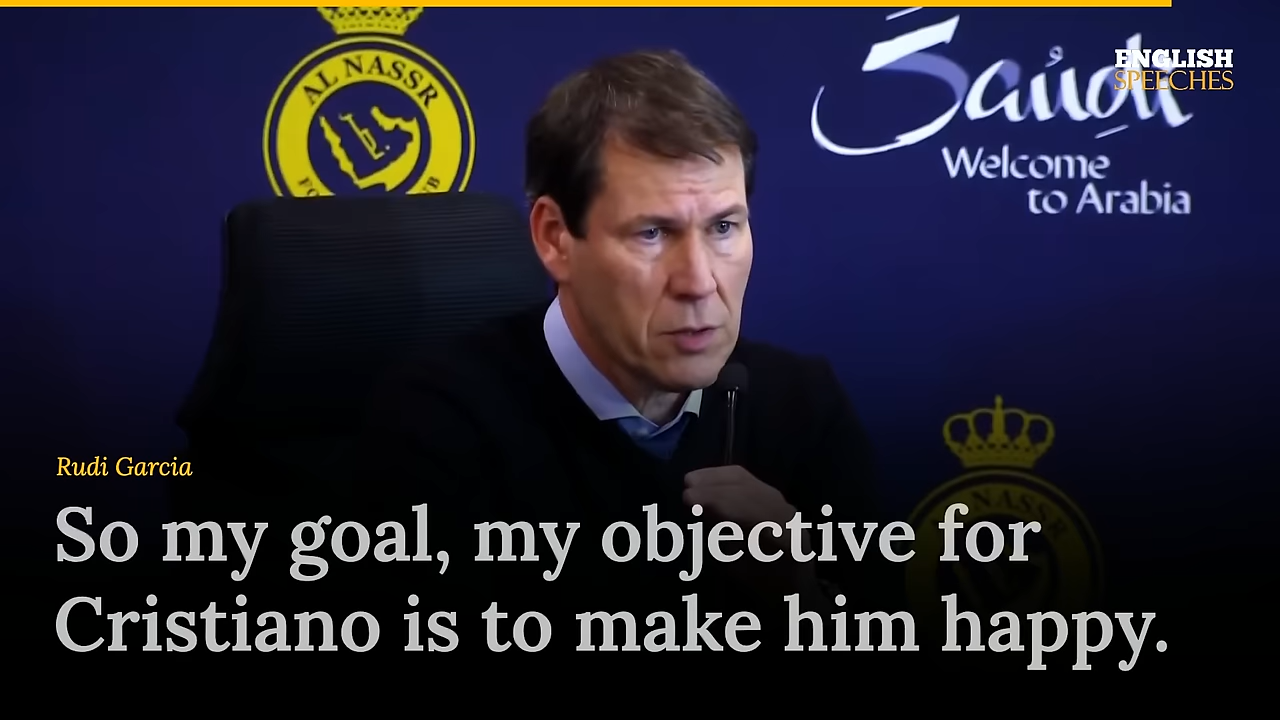 AL NASSR
Saudi
Welcome
to Arabia
ENGLISH
SPEECHES
NASSR
Rudi Garcia
So my goal, my objective for
Cristiano is to make him happy.